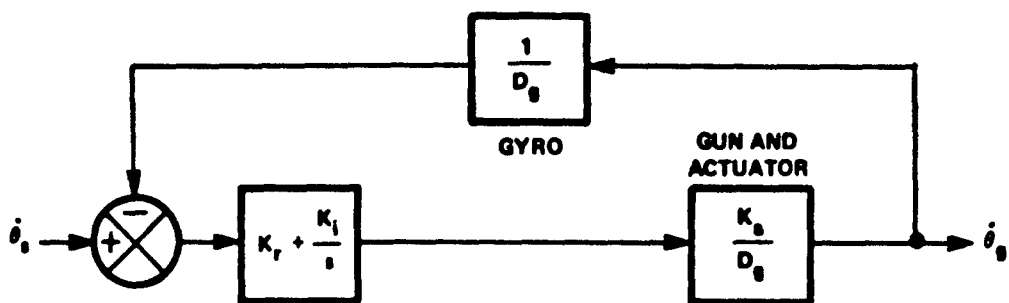 1
D_g
GYRO
GUN AND
ACTUATOR
θ̇_s
+
−
K_r + K_i/s
K_a
D_g
θ̇_g